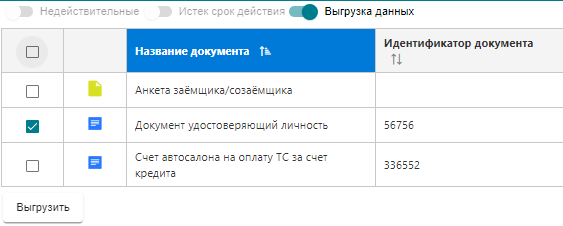 Недействительные Истек срок действия Выгрузка данных
Название документа Идентификатор документа
Анкета заёмщика/созаёмщика
Документ удостоверяющий личность 56756
Счет автосалона на оплату ТС за счет
кредита 336552
Выгрузить